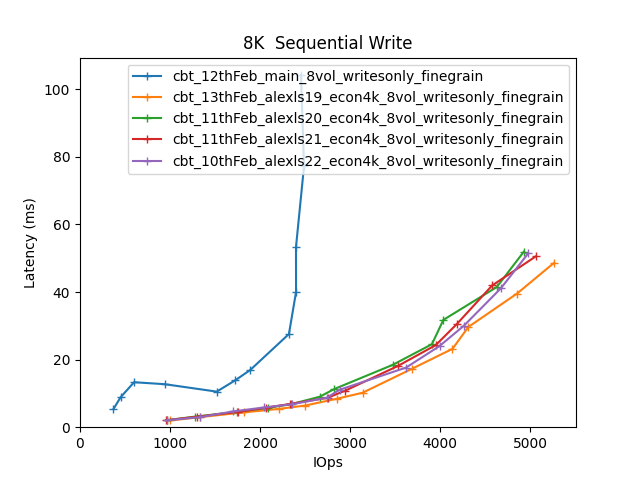 8K  Sequential Write
cbt_12thFeb_main_8vol_writesonly_finegrain
cbt_13thFeb_alexls19_econ4k_8vol_writesonly_finegrain
cbt_11thFeb_alexls20_econ4k_8vol_writesonly_finegrain
cbt_11thFeb_alexls21_econ4k_8vol_writesonly_finegrain
cbt_10thFeb_alexls22_econ4k_8vol_writesonly_finegrain
Latency (ms)
100
80
60
40
20
0
0 1000 2000 3000 4000 5000
IOps